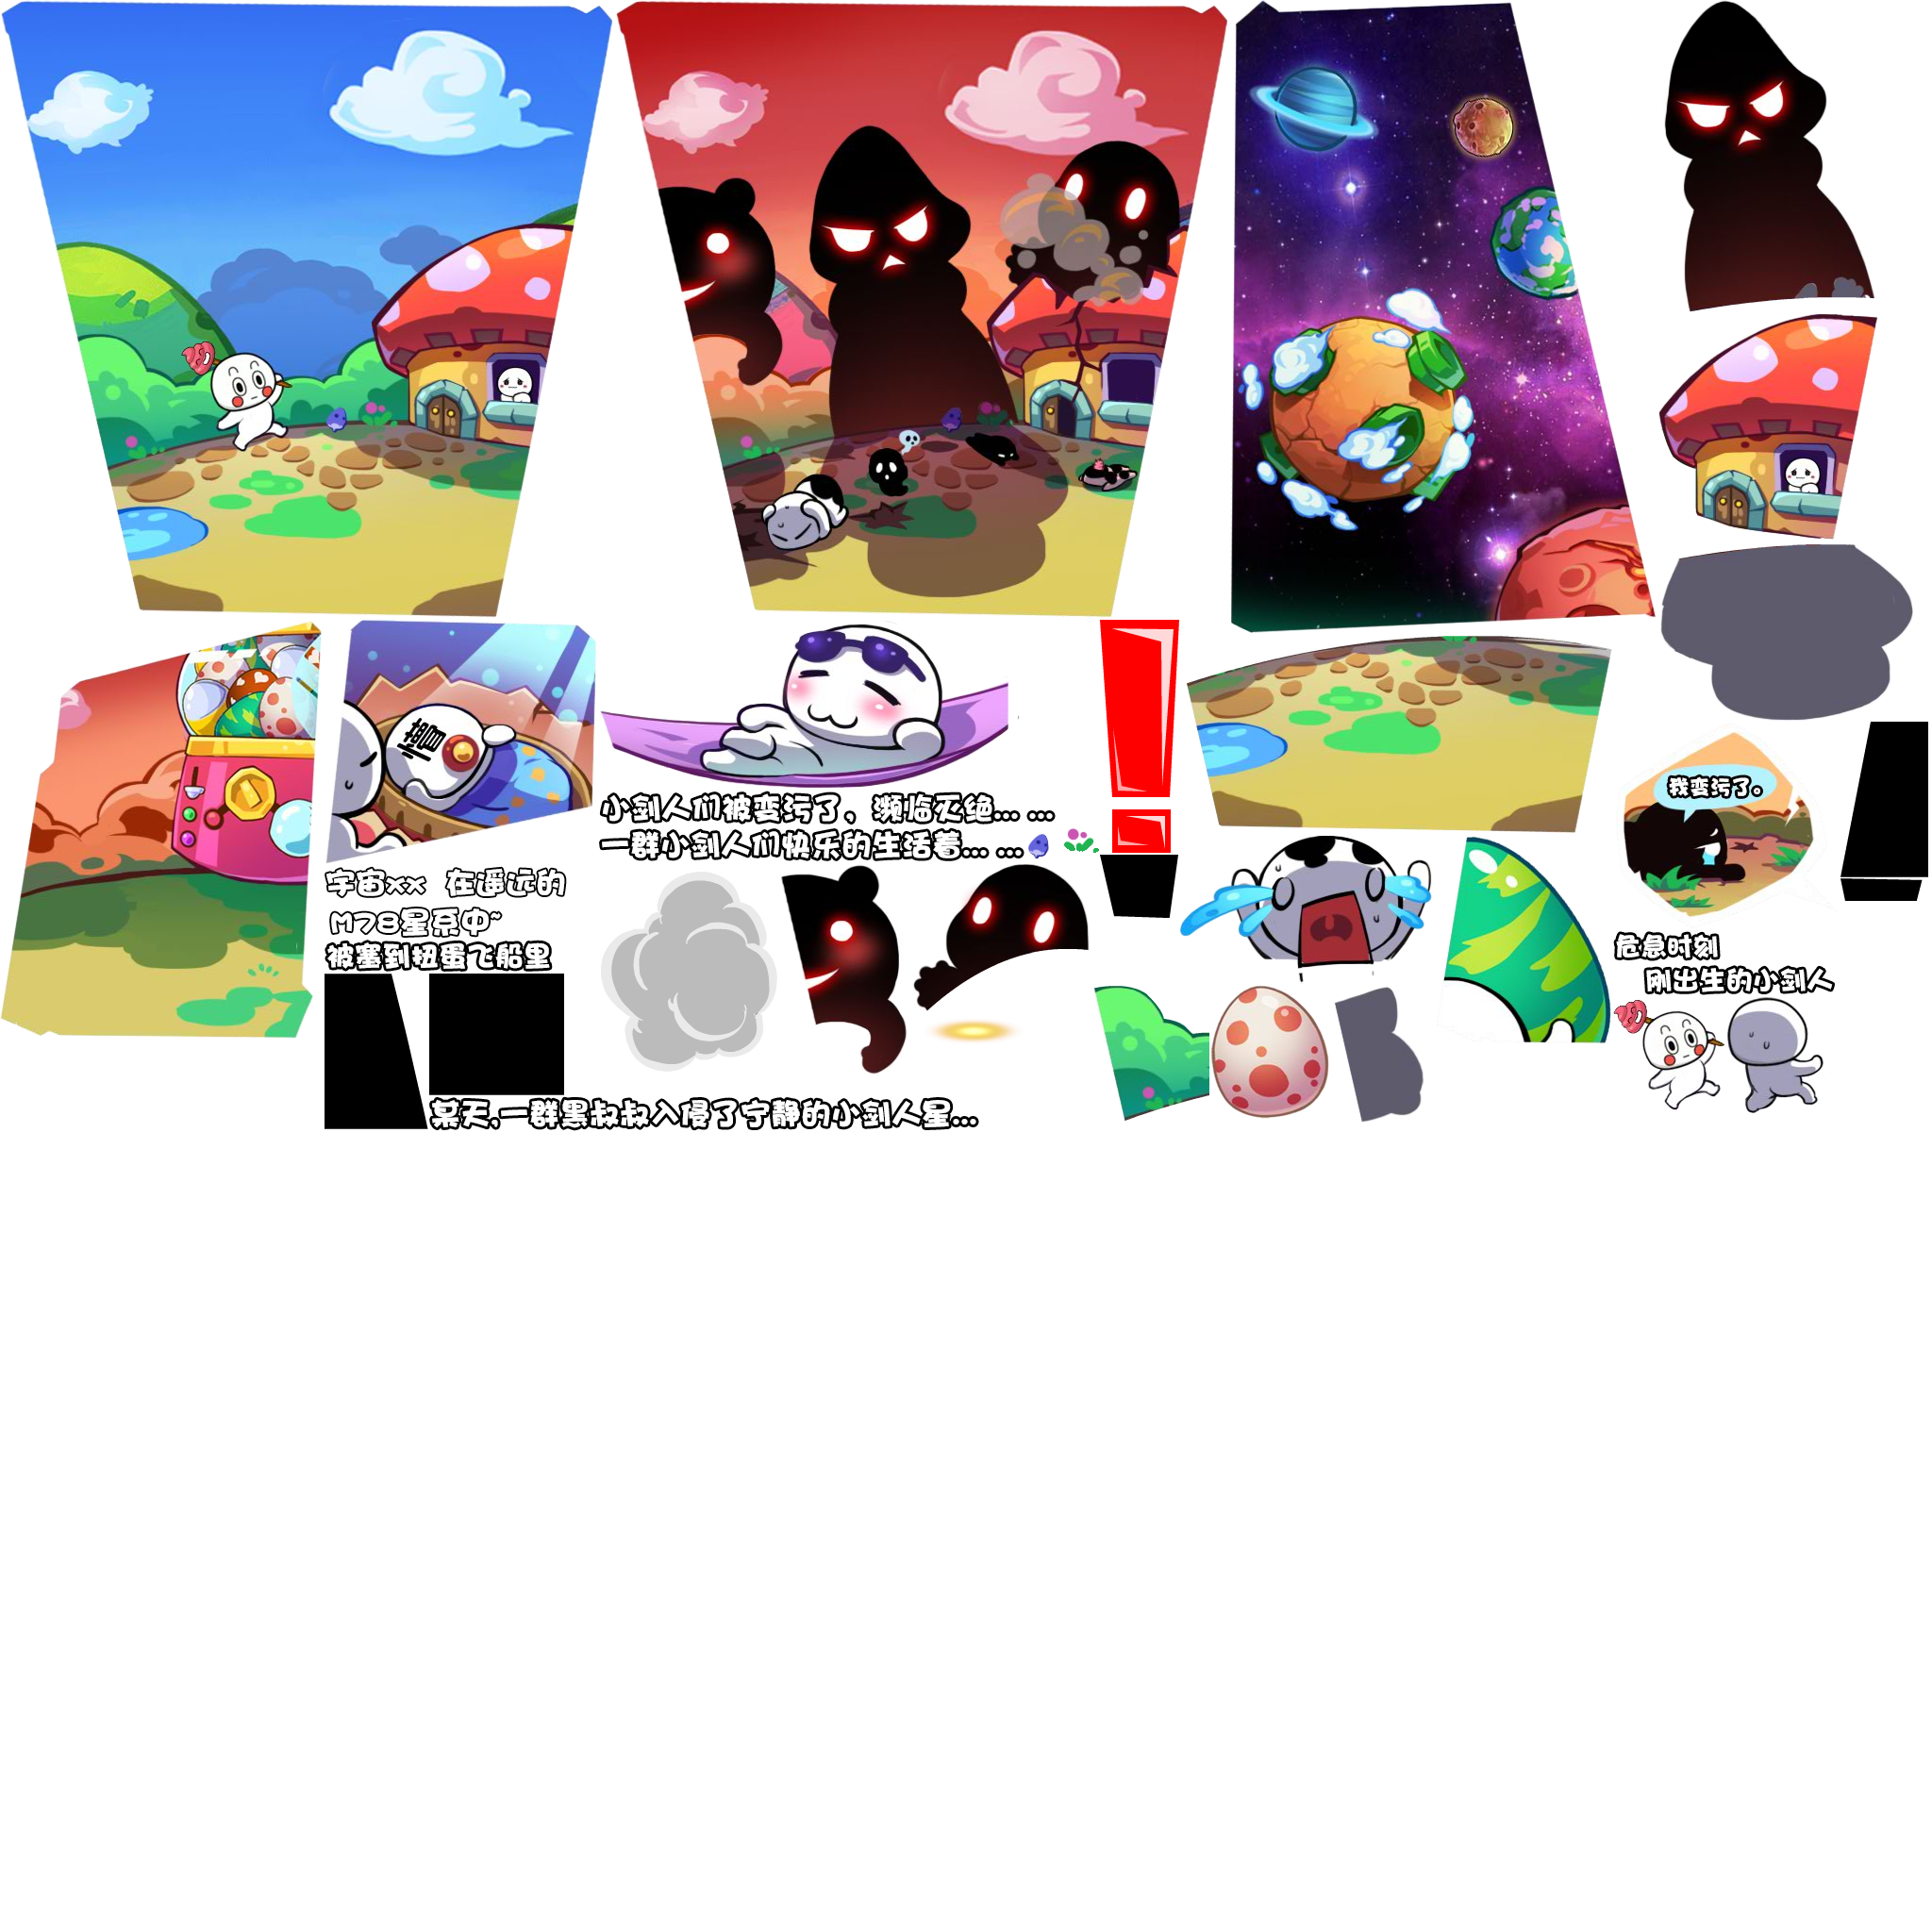 懵
小剑人们被变污了，濒临灭绝... ...
一群小剑人们快乐的生活着... ...
我变污了。
宇宙xx 在遥远的
M78星系中~
被塞到扭蛋飞船里
危急时刻
刚出生的小剑人
某天,一群黑叔叔入侵了宁静的小剑人星...